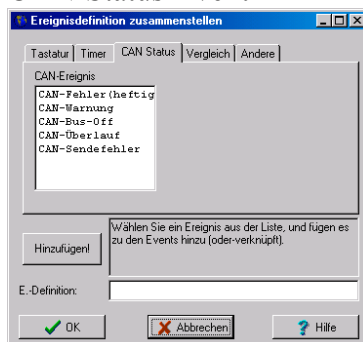 Ereignisdefinition zusammenstellen
Tastatur Timer CAN Status Vergleich Andere
CAN-Ereignis
CAN-Fehler(heftig
CAN-Warnung
CAN-Bus-Off
CAN-Überlauf
CAN-Sendefehler
Hinzufügen!
Wählen Sie ein Ereignis aus der Liste, und fügen es
zu den Events hinzu (oder-verknüpft).
E.-Definition:
OK Abbrechen Hilfe